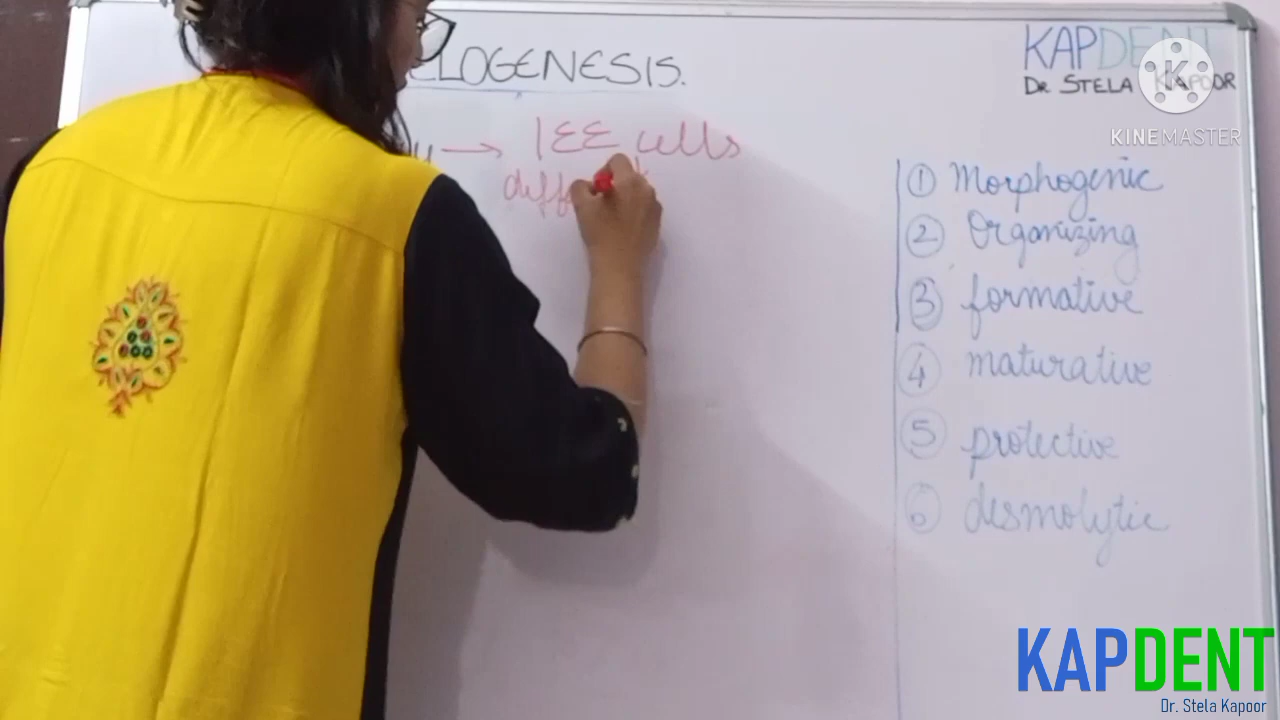 ELOGENESIS.
KAPDENT
DR STELA KAPOOR
KINEMASTER
→ IEE cells
diff
① Morphogenic
② Organizing
③ formative
④ maturative
⑤ protective
⑥ desmolytic
KAPDENT
Dr. Stela Kapoor